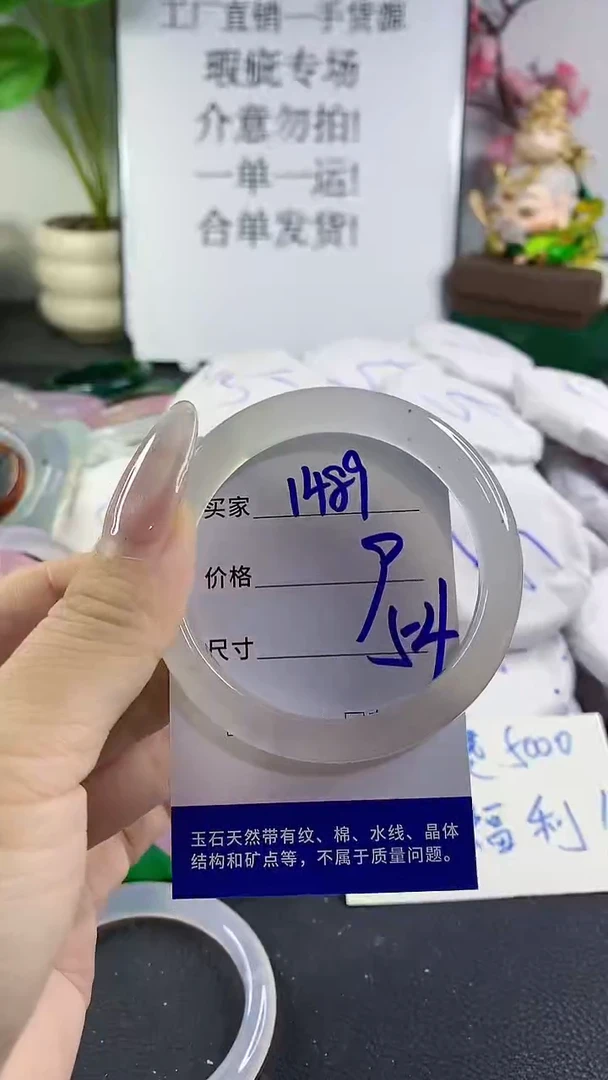 工厂直销一手货源
瑕疵专场
介意勿拍!
一单一运!
合单发货!
买家 1489
价格
尺寸 54
5000
福利
玉石天然带有纹、棉、水线、晶体
结构和矿点等，不属于质量问题。